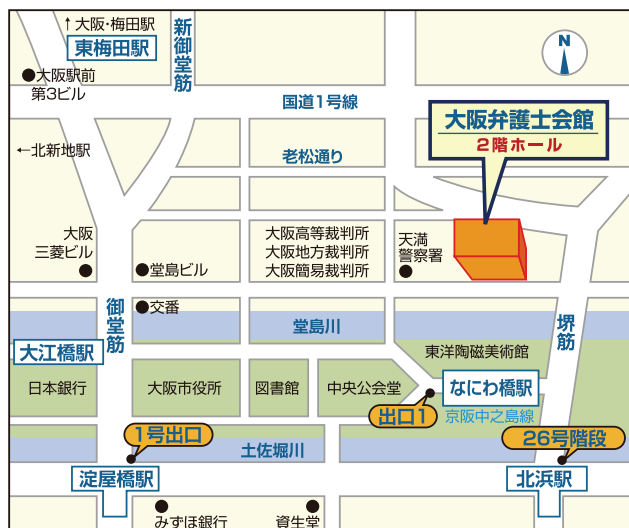 ↑大阪・梅田駅
東梅田駅
新御堂筋
N
大阪駅前
第3ビル
国道1号線
大阪弁護士会館
2階ホール
←北新地駅
老松通り
大阪
三菱ビル
堂島ビル
大阪高等裁判所
大阪地方裁判所
大阪簡易裁判所
天満
警察署
御堂筋
交番
堂島川
堺筋
大江橋駅
東洋陶磁美術館
日本銀行
大阪市役所
図書館
中央公会堂
なにわ橋駅
出口1
京阪中之島線
1号出口
土佐堀川
26号階段
淀屋橋駅
北浜駅
みずほ銀行
資生堂